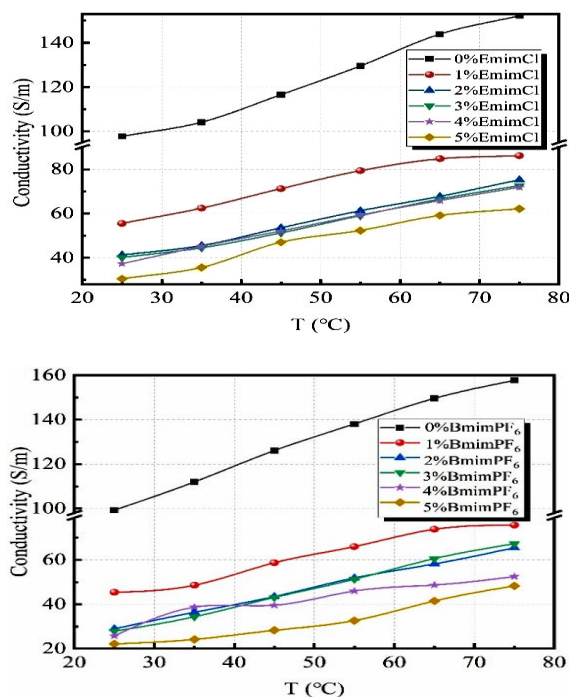 140
120
100
80
60
40
Conductivity (S/m)
0%EmimCl
1%EmimCl
2%EmimCl
3%EmimCl
4%EmimCl
5%EmimCl
20 30 40 50 60 70 80
T (°C)
160
140
120
100
60
40
20
Conductivity (S/m)
0%BmimPF₆
1%BmimPF₆
2%BmimPF₆
3%BmimPF₆
4%BmimPF₆
5%BmimPF₆
20 30 40 50 60 70 80
T (°C)